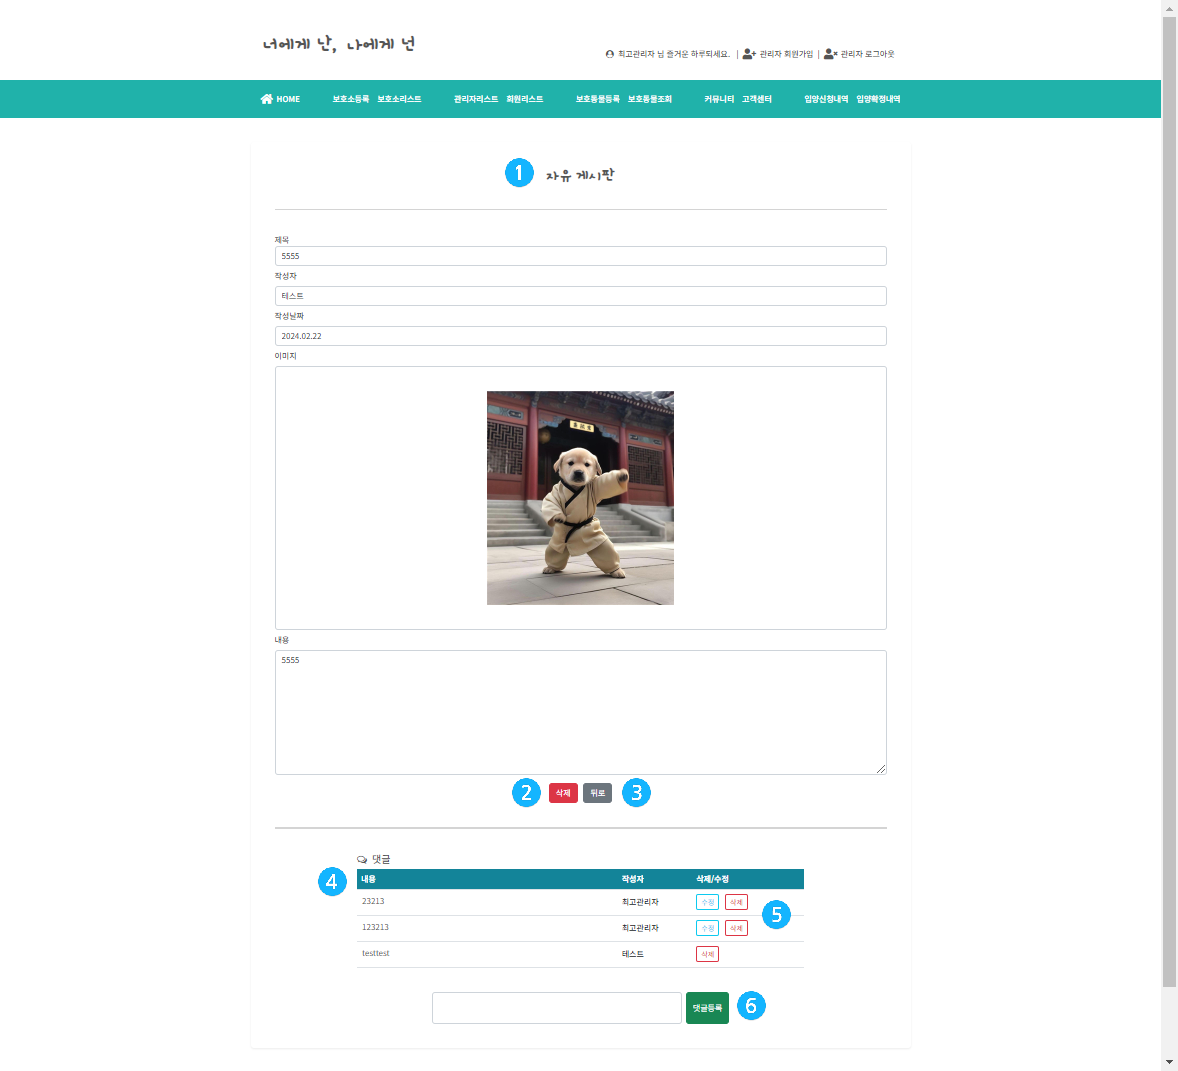 너에게 난, 나에게 넌
최고관리자 님 즐거운 하루되세요. | 관리자 회원가입 | 관리자 로그아웃
HOME 보호소등록 보호소리스트 관리자리스트 회원리스트 보호동물등록 보호동물조회 커뮤니티 고객센터 입양신청내역 입양확정내역
1 자유 게시판
제목
5555
작성자
테스트
작성날짜
2024.02.22
이미지
내용
5555
2 삭제 뒤로 3
댓글
4 내용 작성자 삭제/수정
23213 최고관리자 수정 삭제
5
123213 최고관리자 수정 삭제
testtest 테스트 삭제
댓글등록 6